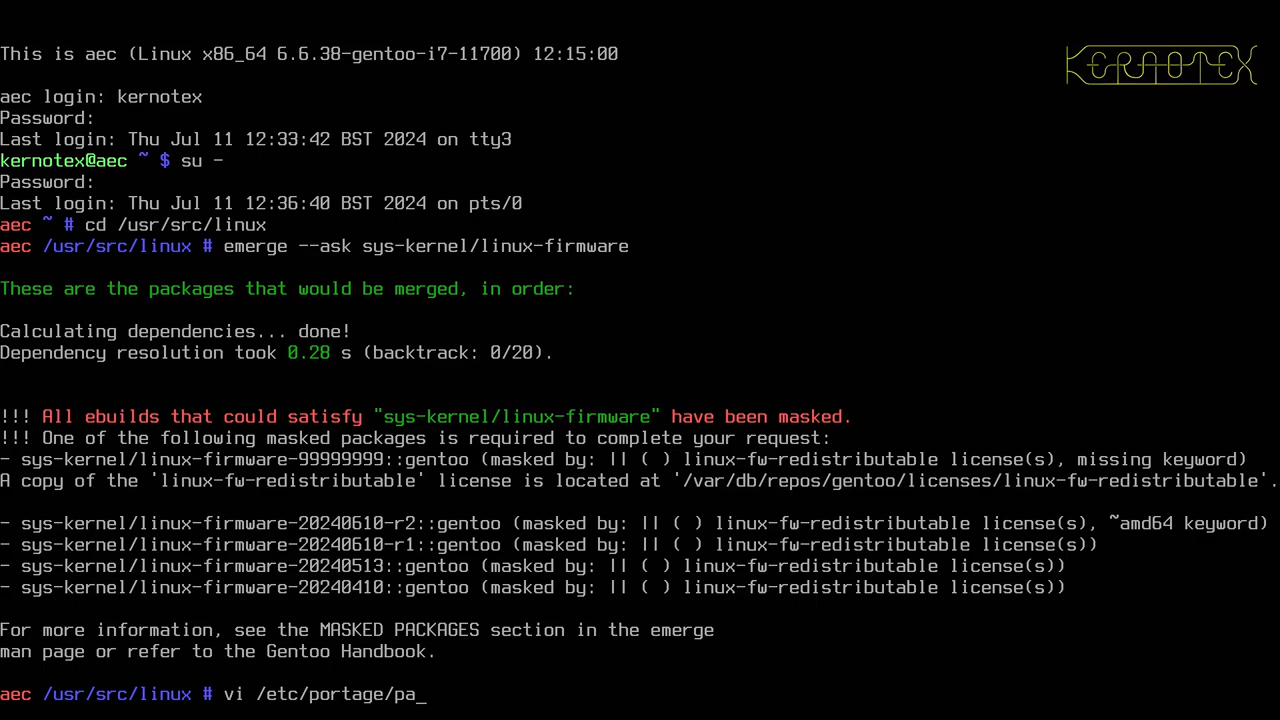 This is aec (Linux x86_64 6.6.38-gentoo-i7-11700) 12:15:00
KERNOTEX
aec login: kernotex
Password:
Last login: Thu Jul 11 12:33:42 BST 2024 on tty3
kernotex@aec ~ $ su -
Password:
Last login: Thu Jul 11 12:36:40 BST 2024 on pts/0
aec ~ # cd /usr/src/linux
aec /usr/src/linux # emerge --ask sys-kernel/linux-firmware
These are the packages that would be merged, in order:
Calculating dependencies... done!
Dependency resolution took 0.28 s (backtrack: 0/20).
!!! All ebuilds that could satisfy "sys-kernel/linux-firmware" have been masked.
!!! One of the following masked packages is required to complete your request:
- sys-kernel/linux-firmware-99999999::gentoo (masked by: || ( ) linux-fw-redistributable license(s), missing keyword)
A copy of the 'linux-fw-redistributable' license is located at '/var/db/repos/gentoo/licenses/linux-fw-redistributable'.
- sys-kernel/linux-firmware-20240610-r2::gentoo (masked by: || ( ) linux-fw-redistributable license(s), ~amd64 keyword)
- sys-kernel/linux-firmware-20240610-r1::gentoo (masked by: || ( ) linux-fw-redistributable license(s))
- sys-kernel/linux-firmware-20240513::gentoo (masked by: || ( ) linux-fw-redistributable license(s))
- sys-kernel/linux-firmware-20240410::gentoo (masked by: || ( ) linux-fw-redistributable license(s))
For more information, see the MASKED PACKAGES section in the emerge
man page or refer to the Gentoo Handbook.
aec /usr/src/linux # vi /etc/portage/pa_